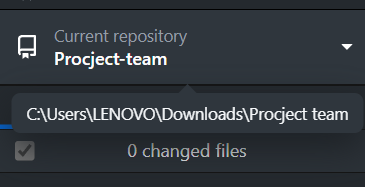 Current repository
Procject-team
C:\Users\LENOVO\Downloads\Procject team
0 changed files